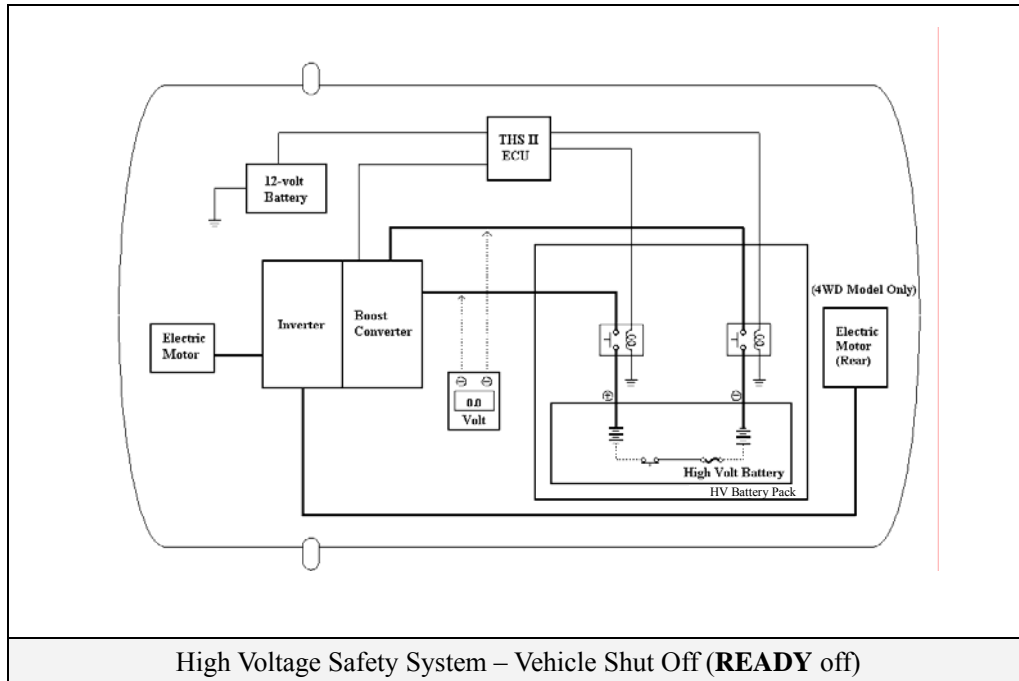 THS II
ECU
12-volt
Battery
(4WD Model Only)
Inverter
Boost
Converter
Electric
Motor
Electric
Motor
(Rear)
0.0
Volt
High Volt Battery
HV Battery Pack
High Voltage Safety System – Vehicle Shut Off (READY off)